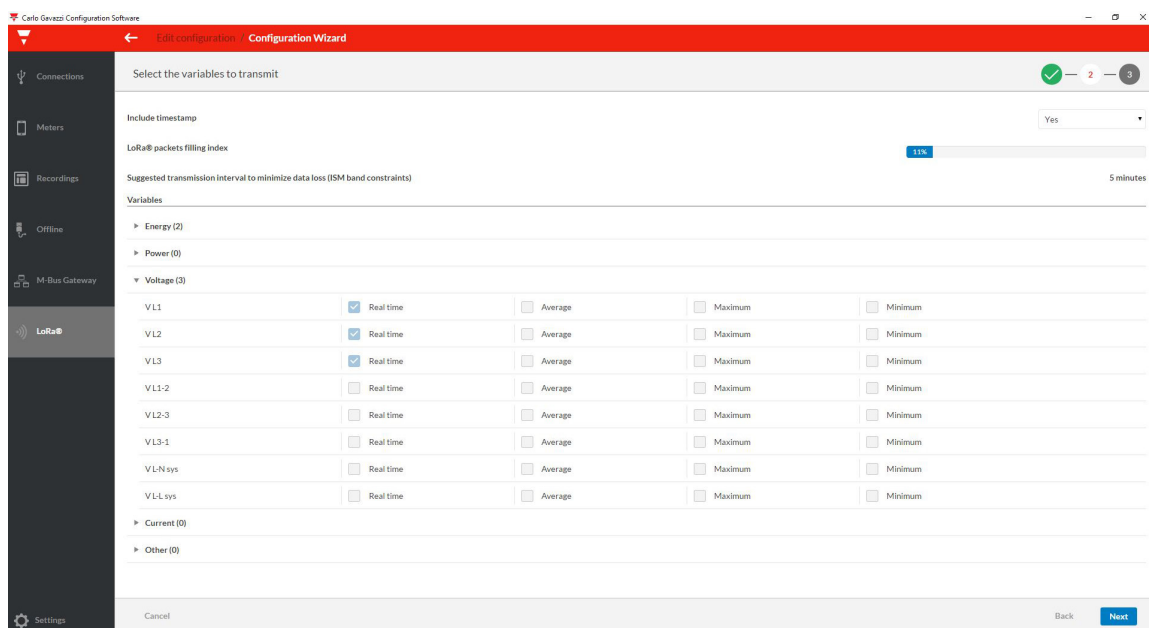 Carlo Gavazzi Configuration Software
Edit configuration / Configuration Wizard
Connections
Meters
Recordings
Offline
M-Bus Gateway
LoRa®
Settings
Select the variables to transmit
2
3
Include timestamp
Yes
LoRa® packets filling index
11%
Suggested transmission interval to minimize data loss (ISM band constraints)
5 minutes
Variables
Energy (2)
Power (0)
Voltage (3)
V L1 Real time Average Maximum Minimum
V L2 Real time Average Maximum Minimum
V L3 Real time Average Maximum Minimum
V L1-2 Real time Average Maximum Minimum
V L2-3 Real time Average Maximum Minimum
V L3-1 Real time Average Maximum Minimum
V L-N sys Real time Average Maximum Minimum
V L-L sys Real time Average Maximum Minimum
Current (0)
Other (0)
Cancel
Back
Next